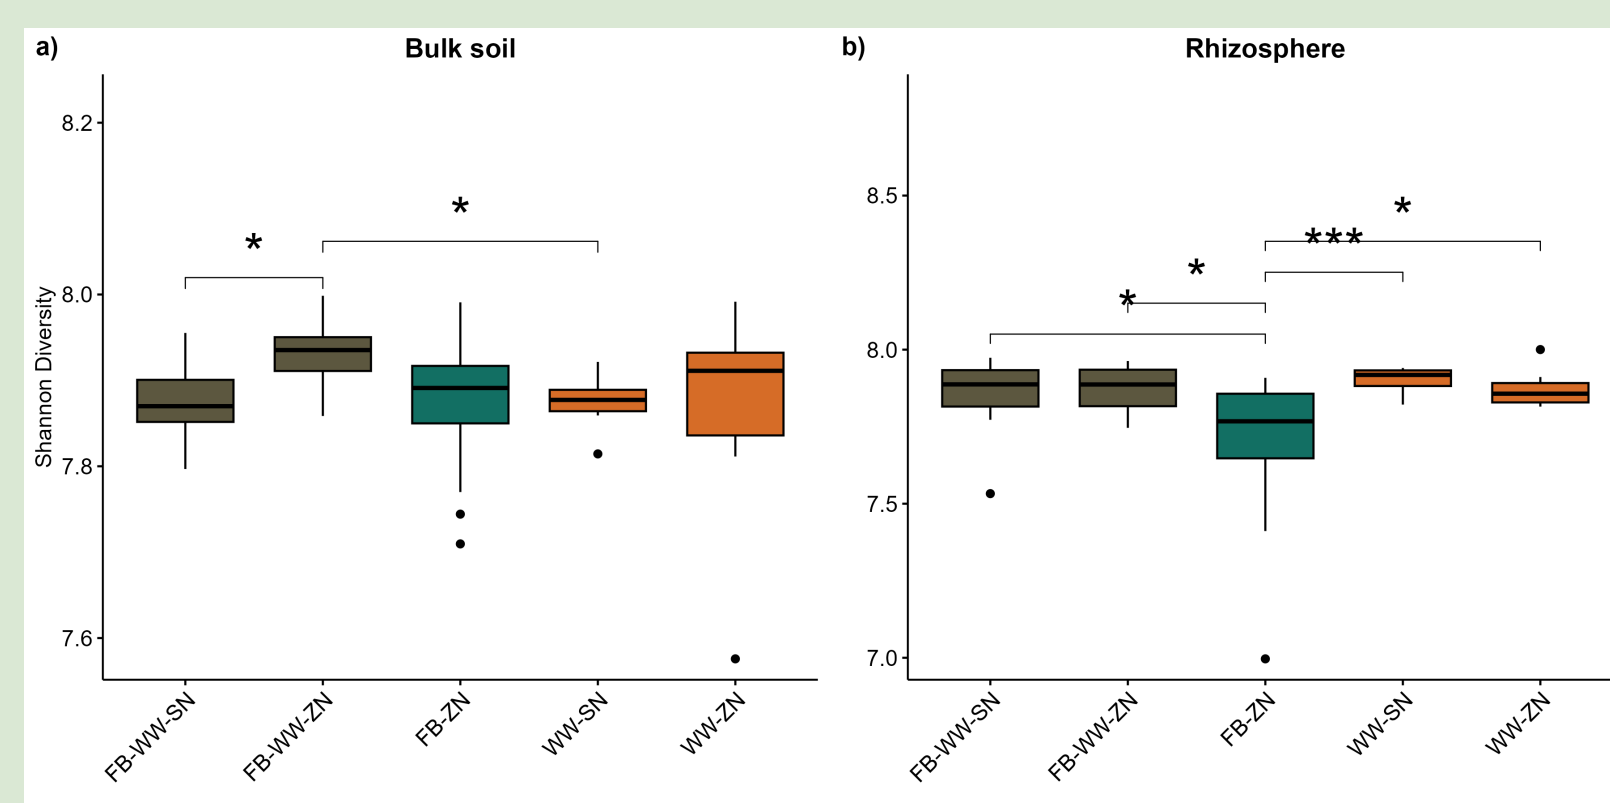 a) Bulk soil
Shannon Diversity
8.2
8.0
7.8
7.6
*
*
FB-WW-SN
FB-WW-ZN
FB-ZN
WW-SN
WW-ZN
b) Rhizosphere
8.5
8.0
7.5
7.0
*
***
*
*
FB-WW-SN
FB-WW-ZN
FB-ZN
WW-SN
WW-ZN